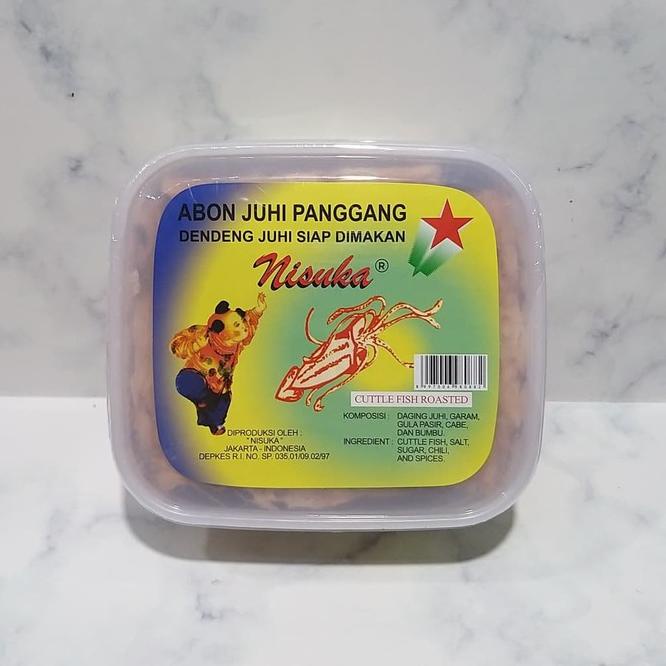 ABON JUHI PANGGANG
DENDENG JUHI SIAP DIMAKAN
Nisuka ®
CUTTLE FISH ROASTED
KOMPOSISI : DAGING JUHI, GARAM,
GULA PASIR, CABE,
DAN BUMBU.
INGREDIENT : CUTTLE FISH, SALT,
SUGAR, CHILI,
AND SPICES.
DIPRODUKSI OLEH :
"NISUKA"
JAKARTA - INDONESIA
DEPKES R.I. NO. SP. 035.01/09.02/97